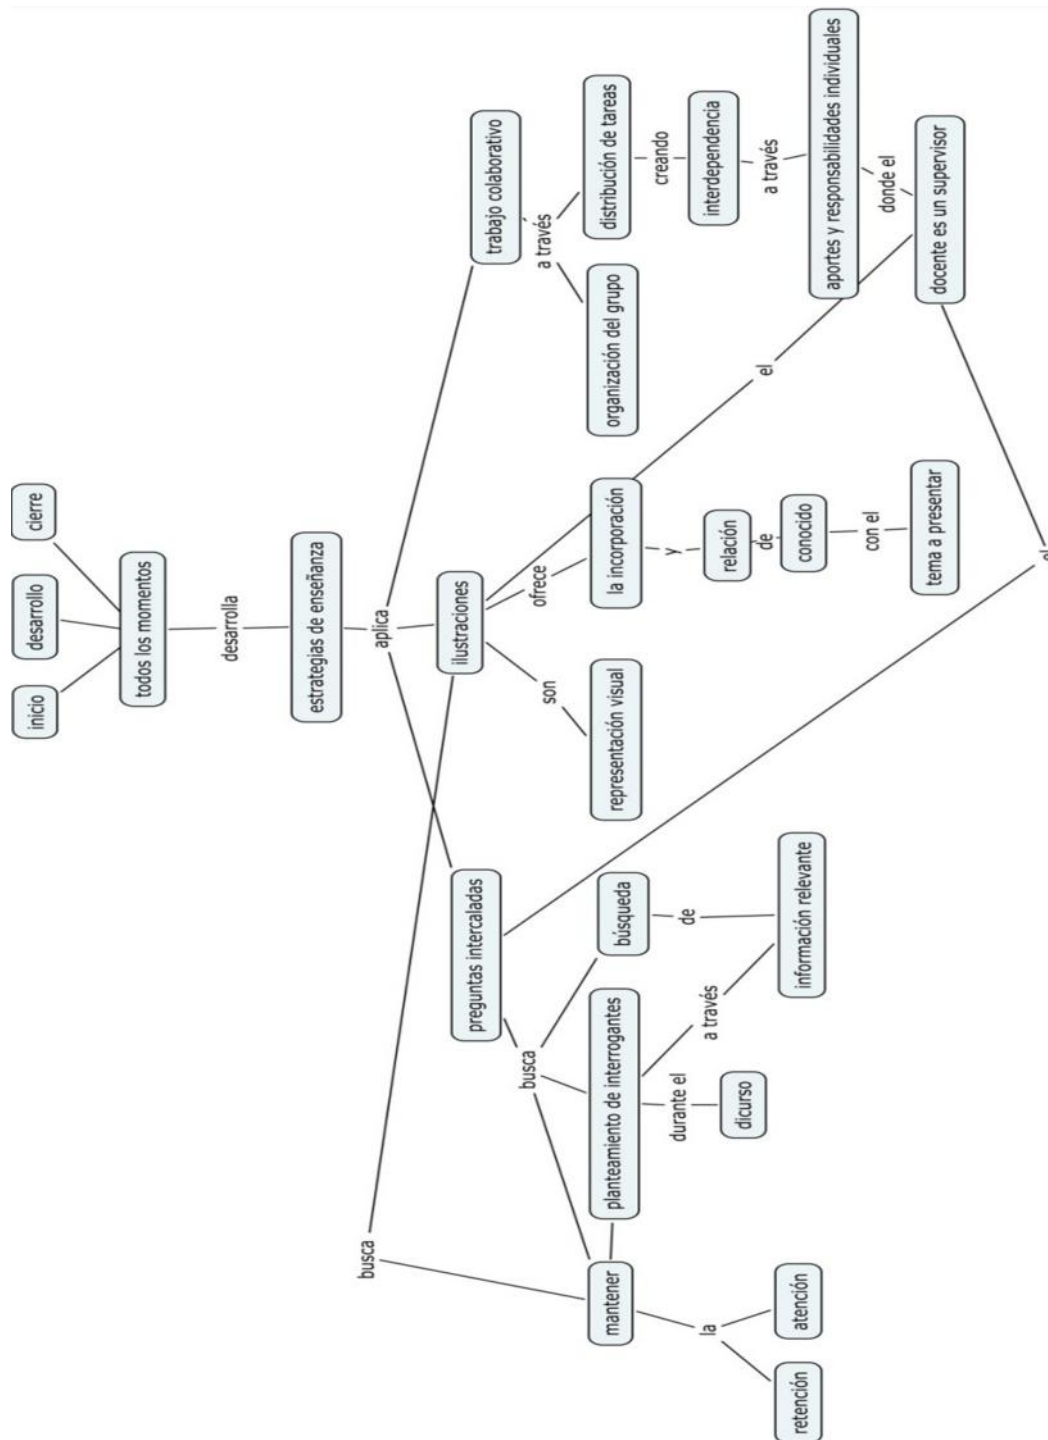 inicio
desarrollo
cierre
todos los momentos
desarrolla
estrategias de enseñanza
aplica
busca
preguntas intercaladas
ilustraciones
trabajo colaborativo
busca
son
ofrece
a través
mantener
planteamiento de interrogantes
búsqueda
representación visual
la incorporación
organización del grupo
distribución de tareas
la
durante el
a través
de
y
creando
retención
atención
dicurso
información relevante
relación
de
conocido
el
interdependencia
a través
con el
aportes y responsabilidades individuales
donde el
tema a presentar
docente es un supervisor
el